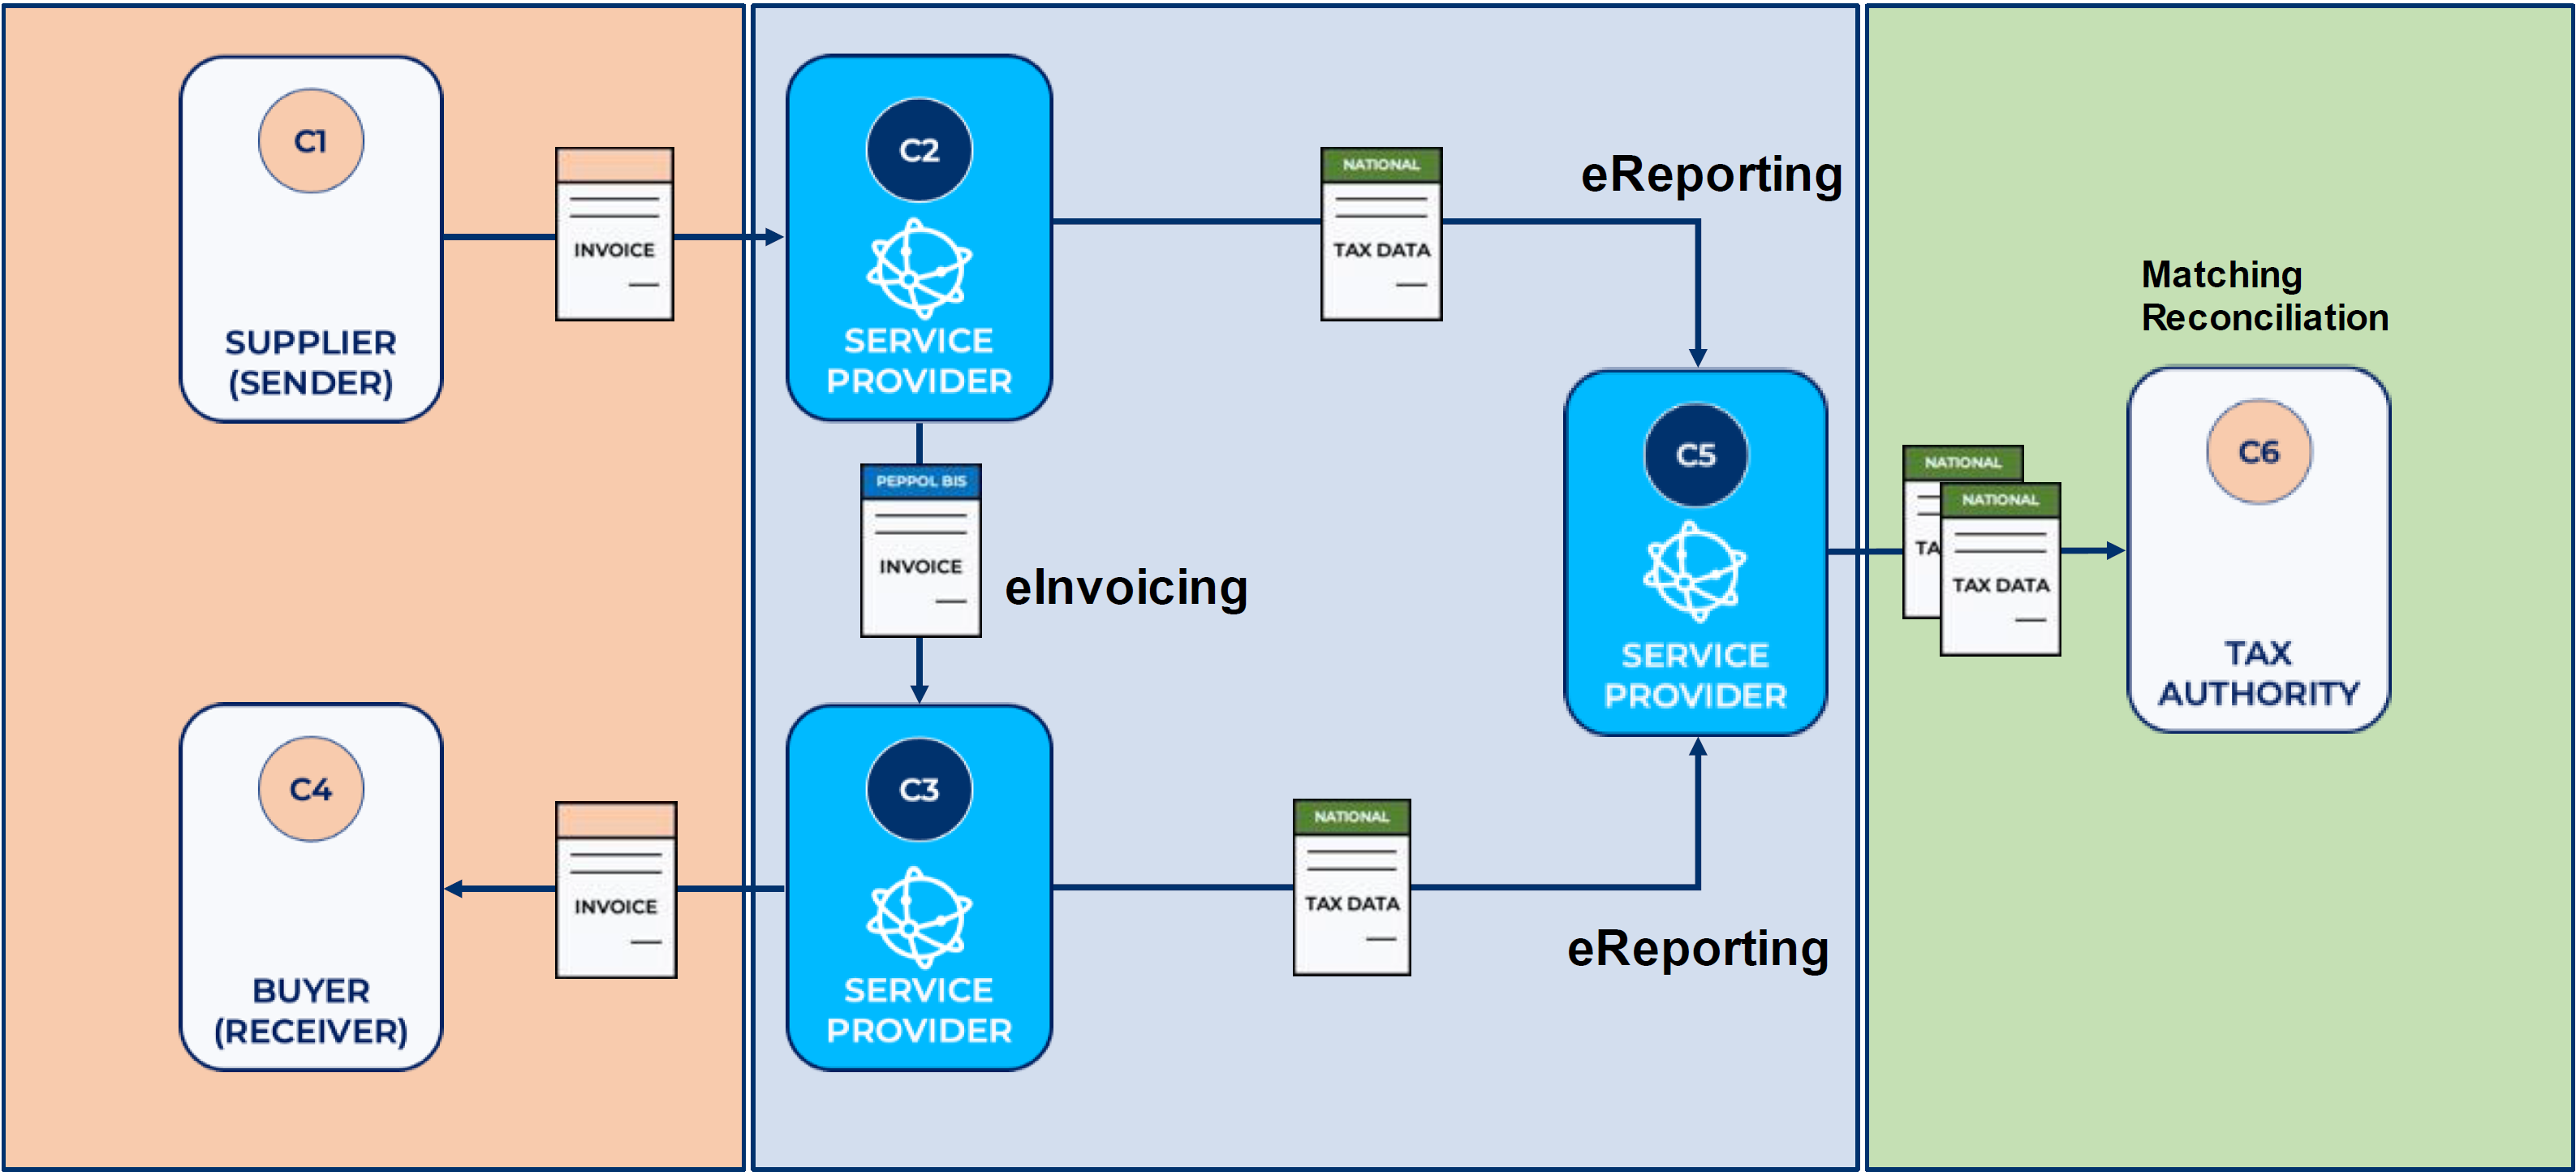 C1
SUPPLIER
(SENDER)
INVOICE
C2
SERVICE
PROVIDER
NATIONAL
TAX DATA
eReporting
PEPPOL BIS
INVOICE
eInvoicing
C4
BUYER
(RECEIVER)
INVOICE
C3
SERVICE
PROVIDER
NATIONAL
TAX DATA
eReporting
C5
SERVICE
PROVIDER
NATIONAL
TA
NATIONAL
TAX DATA
Matching
Reconciliation
C6
TAX
AUTHORITY